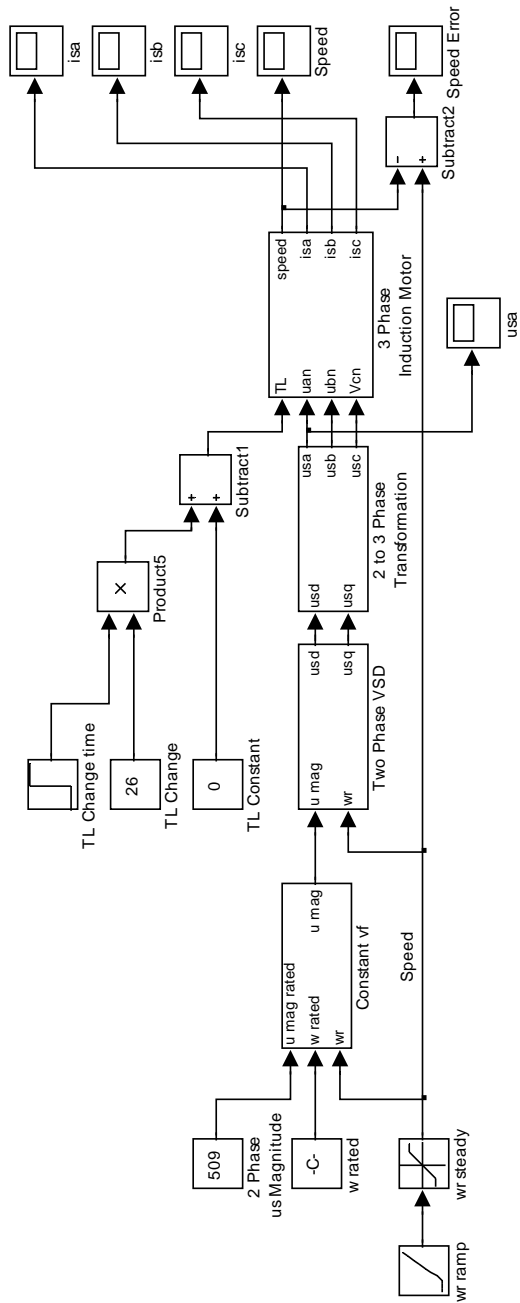 isa
isb
isc
Speed
Speed Error
Subtract2
−
+
speed
isa
isb
isc
TL
uan
ubn
Vcn
3 Phase
Induction Motor
usa
+
+
Subtract1
×
Product5
TL Change time
26
TL Change
0
TL Constant
usd
usq
usa
usb
usc
2 to 3 Phase
Transformation
u mag
wr
usd
usq
Two Phase VSD
u mag rated
w rated
wr
u mag
Constant vf
Speed
509
2 Phase
us Magnitude
-C-
w rated
wr steady
wr ramp